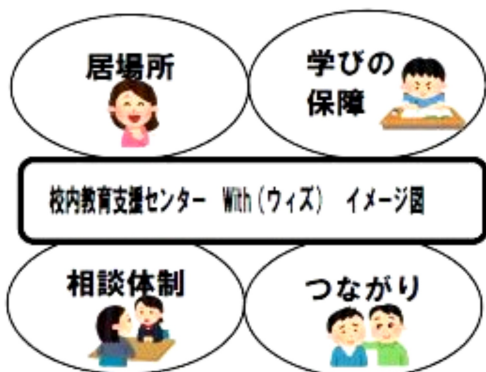 居場所
学びの
保障
校内教育支援センター With(ウィズ) イメージ図
相談体制
つながり